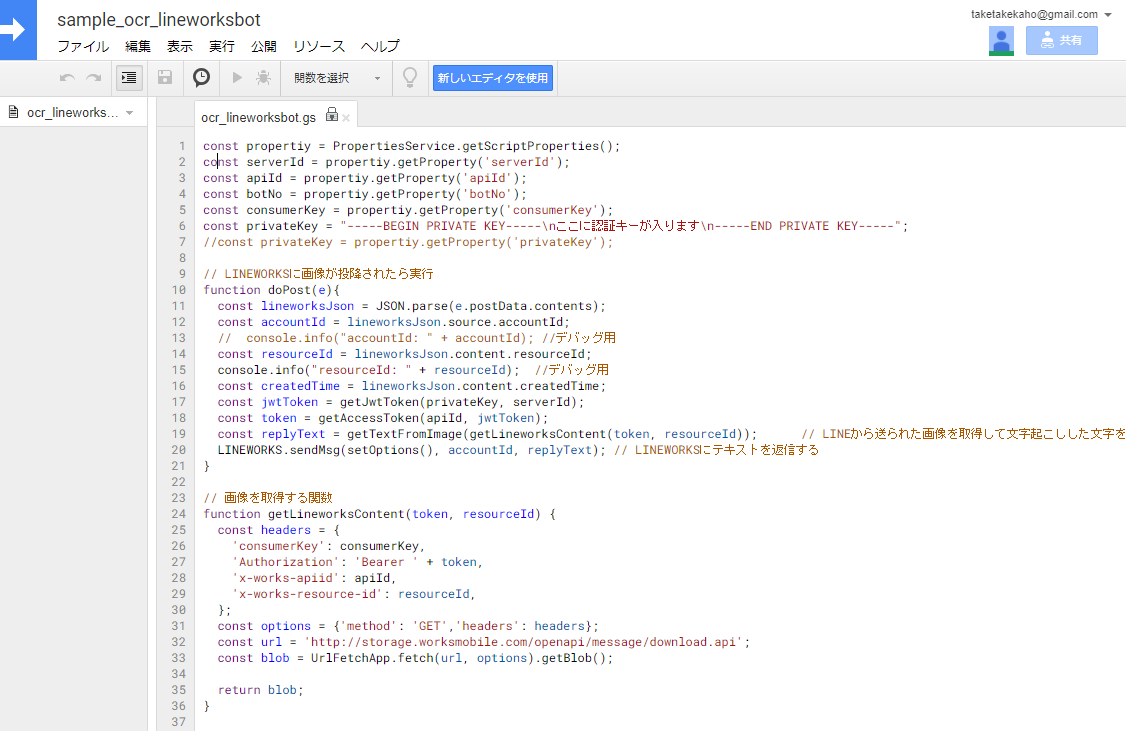 sample_ocr_lineworksbot
taketakekaho@gmail.com
ファイル 編集 表示 実行 公開 リソース ヘルプ
共有
関数を選択
新しいエディタを使用
ocr_lineworks...
ocr_lineworksbot.gs
1 const propertiy = PropertiesService.getScriptProperties();
2 const serverId = propertiy.getProperty('serverId');
3 const apiId = propertiy.getProperty('apiId');
4 const botNo = propertiy.getProperty('botNo');
5 const consumerKey = propertiy.getProperty('consumerKey');
6 const privateKey = "-----BEGIN PRIVATE KEY-----\nここに認証キーが入ります\n-----END PRIVATE KEY-----";
7 //const privateKey = propertiy.getProperty('privateKey');
8
9 // LINEWORKSに画像が投降されたら実行
10 function doPost(e){
11 const lineworksJson = JSON.parse(e.postData.contents);
12 const accountId = lineworksJson.source.accountId;
13 // console.info("accountId: " + accountId); //デバッグ用
14 const resourceId = lineworksJson.content.resourceId;
15 console.info("resourceId: " + resourceId); //デバッグ用
16 const createdTime = lineworksJson.content.createdTime;
17 const jwtToken = getJwtToken(privateKey, serverId);
18 const token = getAccessToken(apiId, jwtToken);
19 const replyText = getTextFromImage(getLineworksContent(token, resourceId)); // LINEから送られた画像を取得して文字起こしした文字を
20 LINEWORKS.sendMsg(setOptions(), accountId, replyText); // LINEWORKSにテキストを返信する
21 }
22
23 // 画像を取得する関数
24 function getLineworksContent(token, resourceId) {
25 const headers = {
26 'consumerKey': consumerKey,
27 'Authorization': 'Bearer ' + token,
28 'x-works-apiid': apiId,
29 'x-works-resource-id': resourceId,
30 };
31 const options = {'method': 'GET','headers': headers};
32 const url = 'http://storage.worksmobile.com/openapi/message/download.api';
33 const blob = UrlFetchApp.fetch(url, options).getBlob();
34
35 return blob;
36 }
37